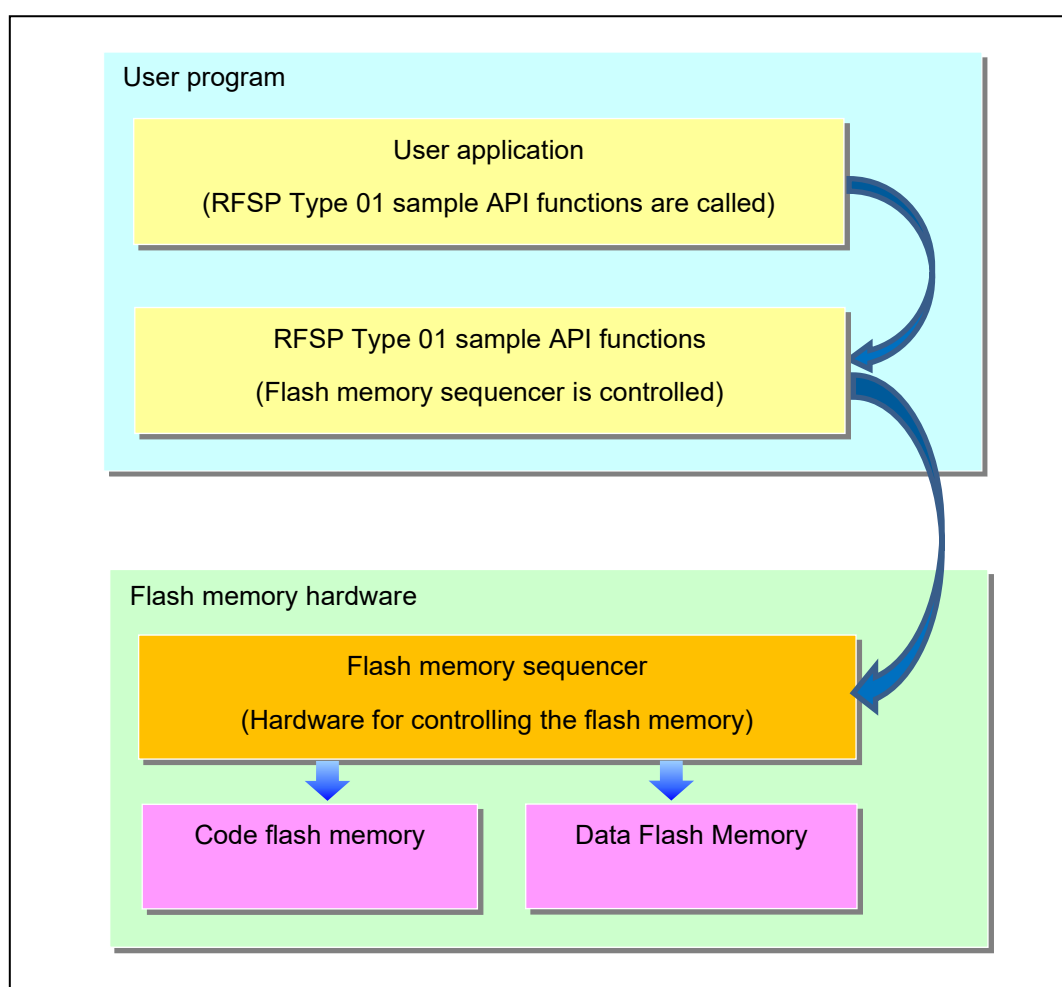 User program
User application
(RFSP Type 01 sample API functions are called)
RFSP Type 01 sample API functions
(Flash memory sequencer is controlled)
Flash memory hardware
Flash memory sequencer
(Hardware for controlling the flash memory)
Code flash memory
Data Flash Memory